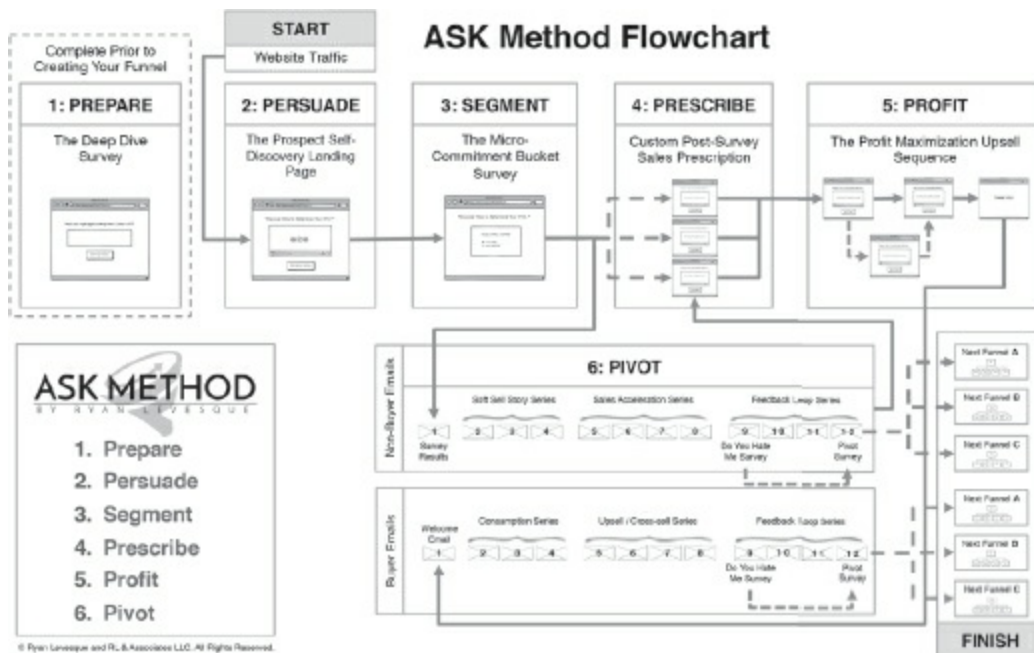 ASK Method Flowchart
START
Website Traffic
Complete Prior to
Creating Your Funnel
1: PREPARE
The Deep Dive
Survey
2: PERSUADE
The Prospect Self-
Discovery Landing
Page
3: SEGMENT
The Micro-
Commitment Bucket
Survey
4: PRESCRIBE
Custom Post-Survey
Sales Prescription
5: PROFIT
The Profit Maximization Upsell
Sequence
ASK METHOD
BY RYAN LEVESQUE
1. Prepare
2. Persuade
3. Segment
4. Prescribe
5. Profit
6. Pivot
© Ryan Levesque and RL & Associates LLC. All Rights Reserved.
6: PIVOT
Non-Buyer Emails
Soft Sell Story Series
Sales Acceleration Series
Feedback Loop Series
1 2 3 4 5 6 7 8 9 10 11 12
Survey
Results
Do You Hate
Me Survey
Pivot
Survey
Buyer Emails
Welcome
Email
Consumption Series
Upsell / Cross-sell Series
Feedback Loop Series
1 2 3 4 5 6 7 8 9 10 11 12
Do You Hate
Me Survey
Pivot
Survey
Next Funnel A
Next Funnel B
Next Funnel C
Next Funnel A
Next Funnel B
Next Funnel C
FINISH